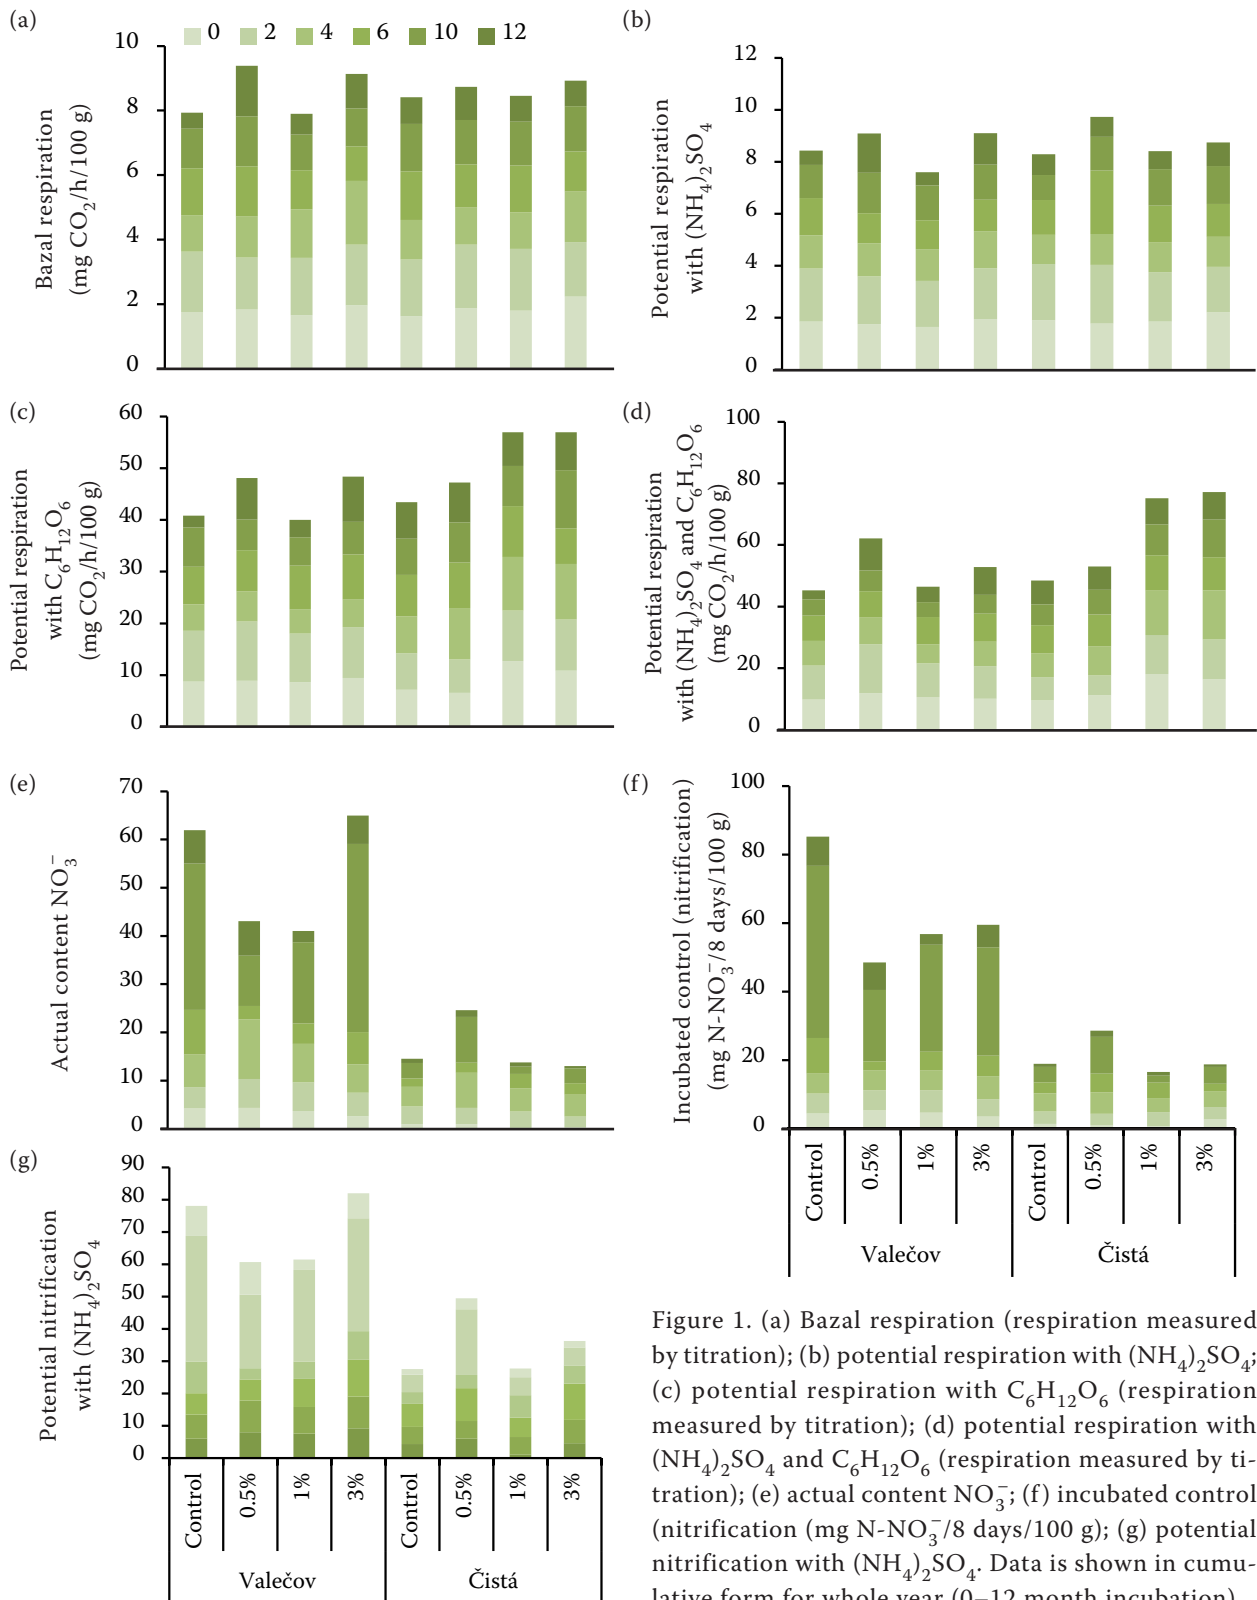 (a)
0 2 4 6 10 12
10
8
6
4
2
0
Bazal respiration
(mg CO2/h/100 g)
(b)
12
10
8
6
4
2
0
Potential respiration
with (NH4)2SO4
(c)
60
50
40
30
20
10
0
Potential respiration
with C6H12O6
(mg CO2/h/100 g)
(d)
100
80
60
40
20
0
Potential respiration
with (NH4)2SO4 and C6H12O6
(mg CO2/h/100 g)
(e)
70
60
50
40
30
20
10
0
Actual content NO3−
(f)
100
80
60
40
20
0
Incubated control (nitrification)
(mg N-NO3−/8 days/100 g)
Control 0.5% 1% 3% Control 0.5% 1% 3%
Valečov Čistá
(g)
90
80
70
60
50
40
30
20
10
0
Potential nitrification
with (NH4)2SO4
Control 0.5% 1% 3% Control 0.5% 1% 3%
Valečov Čistá
Figure 1. (a) Bazal respiration (respiration measured
by titration); (b) potential respiration with (NH4)2SO4;
(c) potential respiration with C6H12O6 (respiration
measured by titration); (d) potential respiration with
(NH4)2SO4 and C6H12O6 (respiration measured by ti-
tration); (e) actual content NO3−; (f) incubated control
(nitrification (mg N-NO3−/8 days/100 g); (g) potential
nitrification with (NH4)2SO4. Data is shown in cumu-
lative form for whole year (0–12 month incubation)